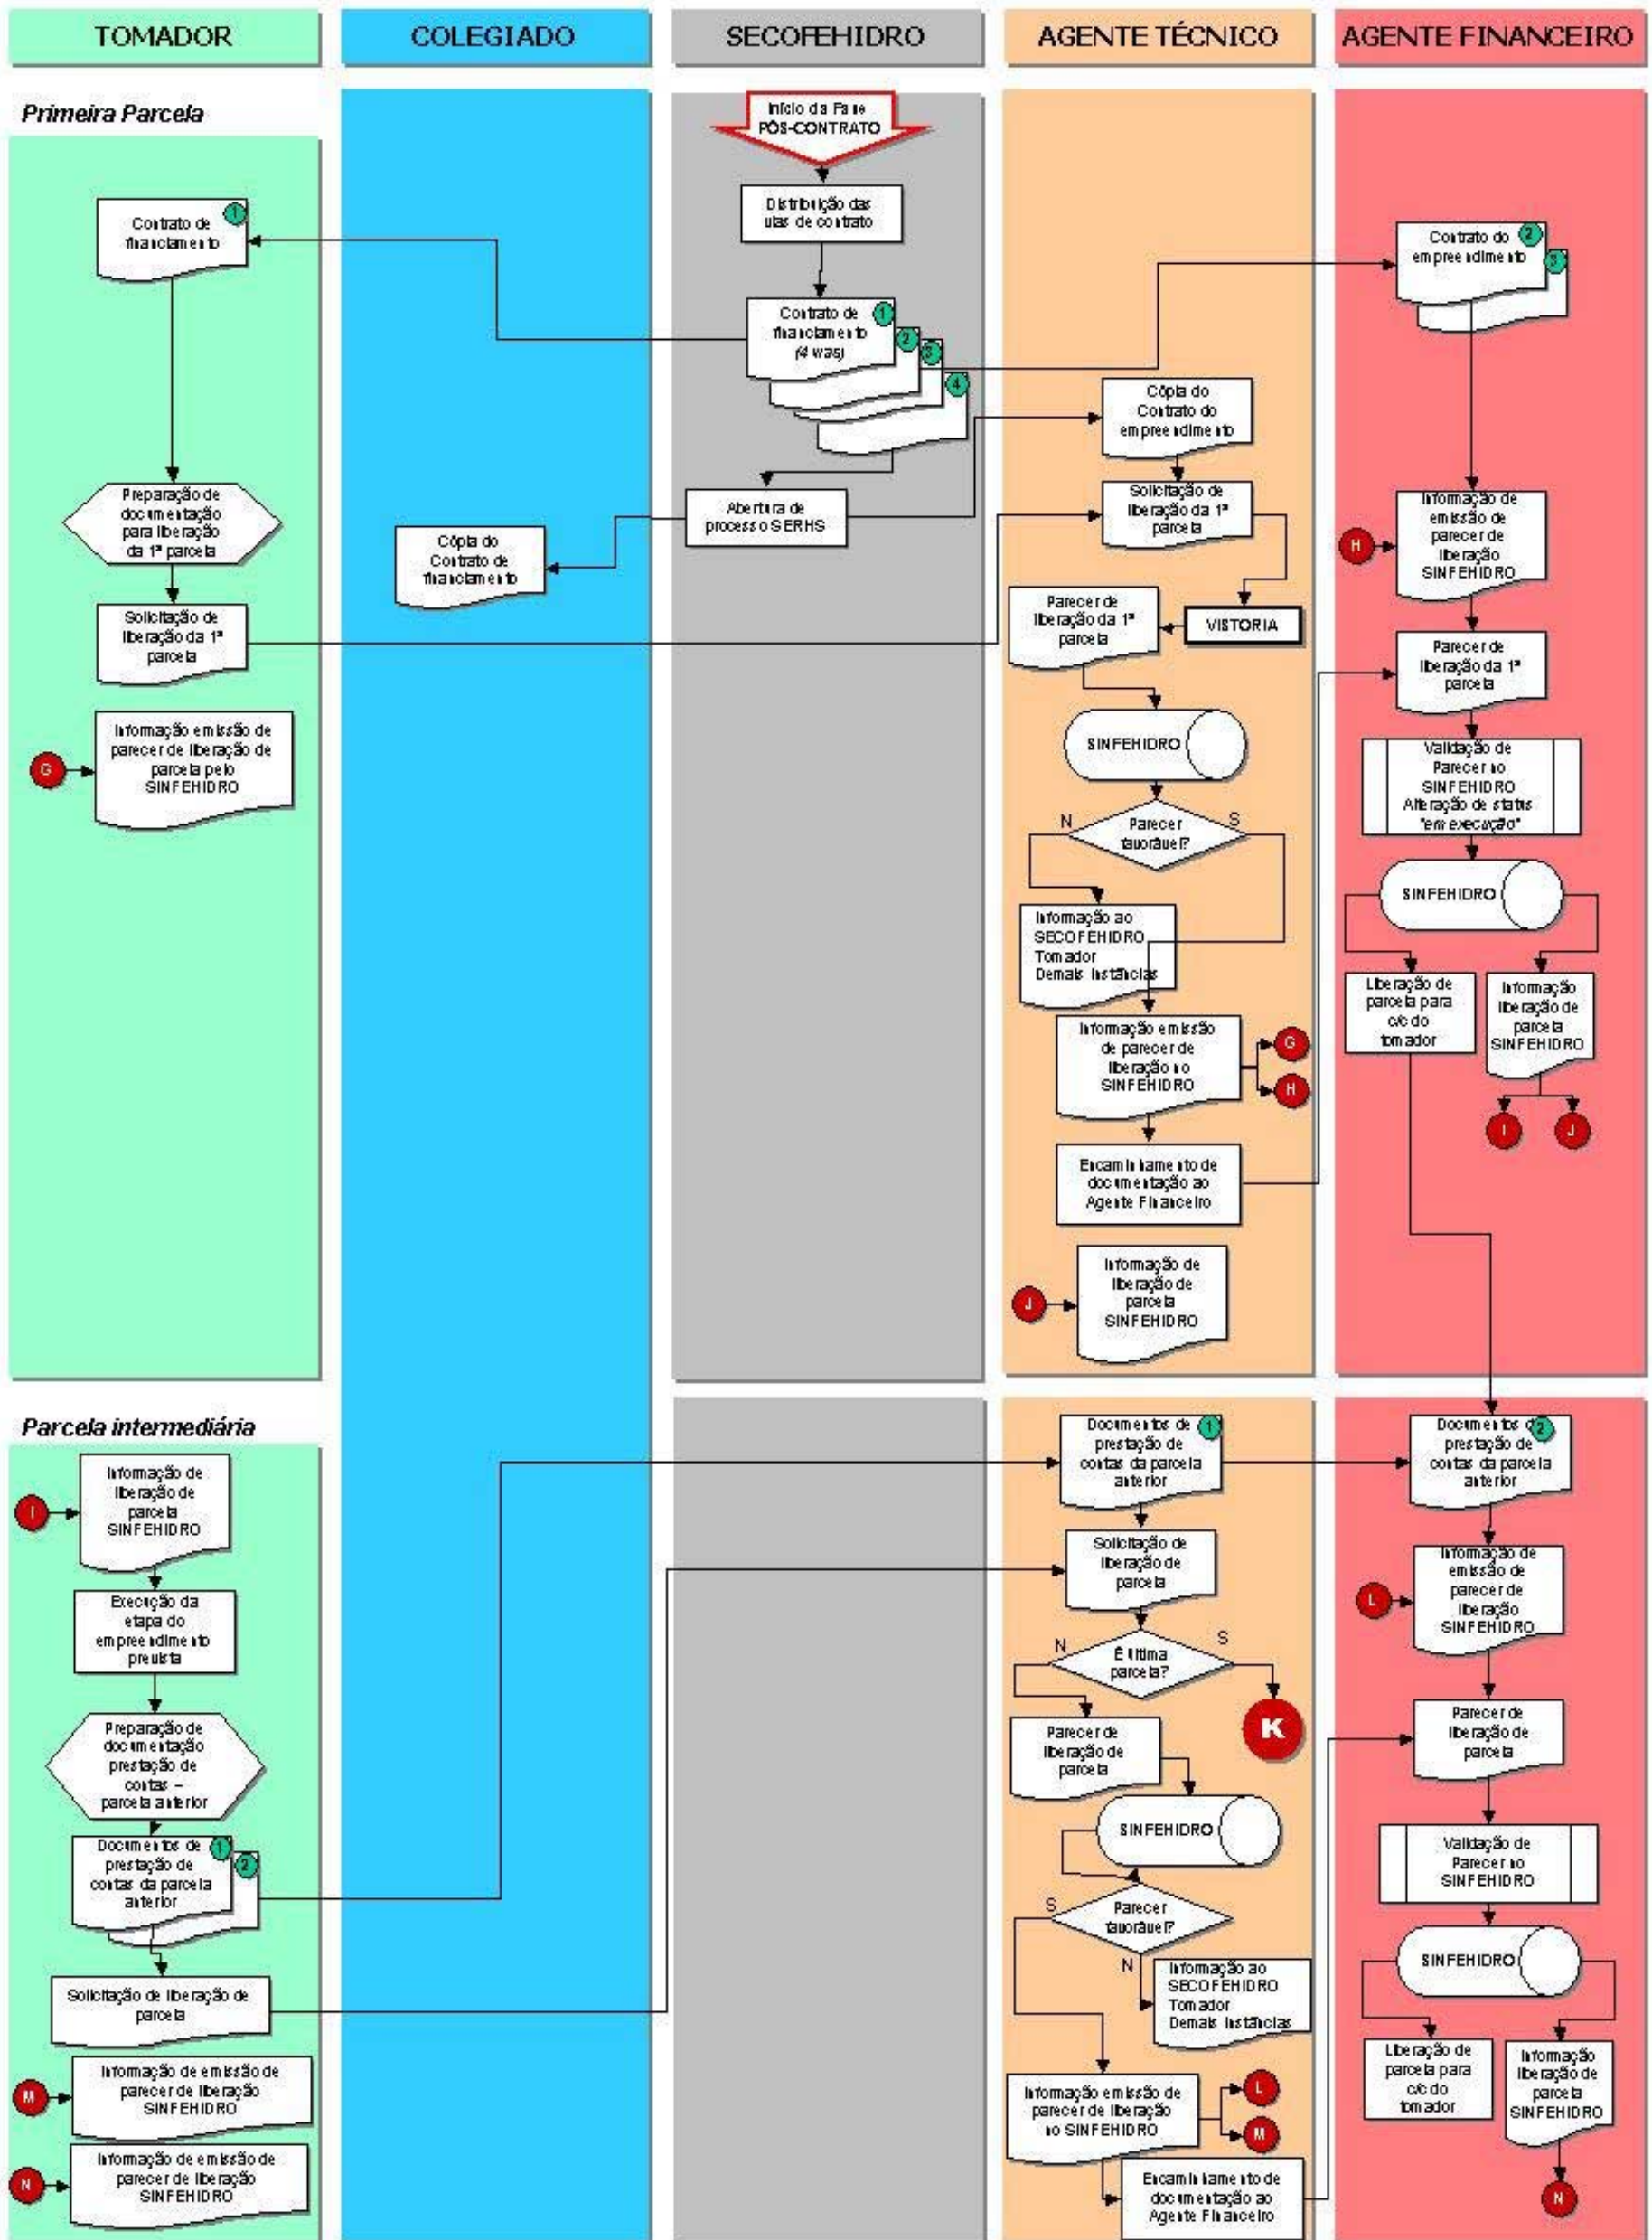 TOMADOR
COLEGIADO
SECOFEHIDRO
AGENTE TÉCNICO
AGENTE FINANCEIRO
Primeira Parcela
Contrato de
financiamento
1
Preparação de
documentação
para liberação
da 1ª parcela
Solicitação de
liberação da 1ª
parcela
G
Informação emissão de
parecer de liberação de
parcela pelo
SINFEHIDRO
Cópia do
Contrato de
financiamento
Início da Fase
PÓS-CONTRATO
Distribuição das
vias de contrato
Contrato de
financiamento
(4 vias)
1
2
3
4
Abertura de
processo SERHS
Cópia do
Contrato do
empreendimento
Solicitação de
liberação da 1ª
parcela
VISTORIA
Parecer de
liberação da 1ª
parcela
SINFEHIDRO
Parecer
favorável?
N
S
Informação ao
SECOFEHIDRO
Tomador
Demais Instâncias
Informação emissão
de parecer de
liberação no
SINFEHIDRO
G
H
Encaminhamento de
documentação ao
Agente Financeiro
J
Informação de
liberação de
parcela
SINFEHIDRO
Contrato do
empreendimento
2
3
H
Informação de
emissão de
parecer de
liberação
SINFEHIDRO
Parecer de
liberação da 1ª
parcela
Validação de
Parecer no
SINFEHIDRO
Alteração de status
"em execução"
SINFEHIDRO
Liberação de
parcela para
c/c do
tomador
Informação
liberação de
parcela
SINFEHIDRO
I
J
Parcela intermediária
I
Informação de
liberação de
parcela
SINFEHIDRO
Execução da
etapa do
empreendimento
prevista
Preparação de
documentação
prestação de
contas –
parcela anterior
Documentos de
prestação de
contas da parcela
anterior
1
2
Solicitação de liberação de
parcela
M
Informação de emissão de
parecer de liberação
SINFEHIDRO
N
Informação de emissão de
parecer de liberação
SINFEHIDRO
Documentos de
prestação de
contas da parcela
anterior
1
Solicitação de
liberação de
parcela
É última
parcela?
N
S
K
Parecer de
liberação de
parcela
SINFEHIDRO
Parecer
favorável?
S
N
Informação ao
SECOFEHIDRO
Tomador
Demais Instâncias
Informação emissão de
parecer de liberação
no SINFEHIDRO
L
M
Encaminhamento de
documentação ao
Agente Financeiro
Documentos de
prestação de
contas da parcela
anterior
2
L
Informação de
emissão de
parecer de
liberação
SINFEHIDRO
Parecer de
liberação de
parcela
Validação de
Parecer no
SINFEHIDRO
SINFEHIDRO
Liberação de
parcela para
c/c do
tomador
Informação
liberação de
parcela
SINFEHIDRO
N